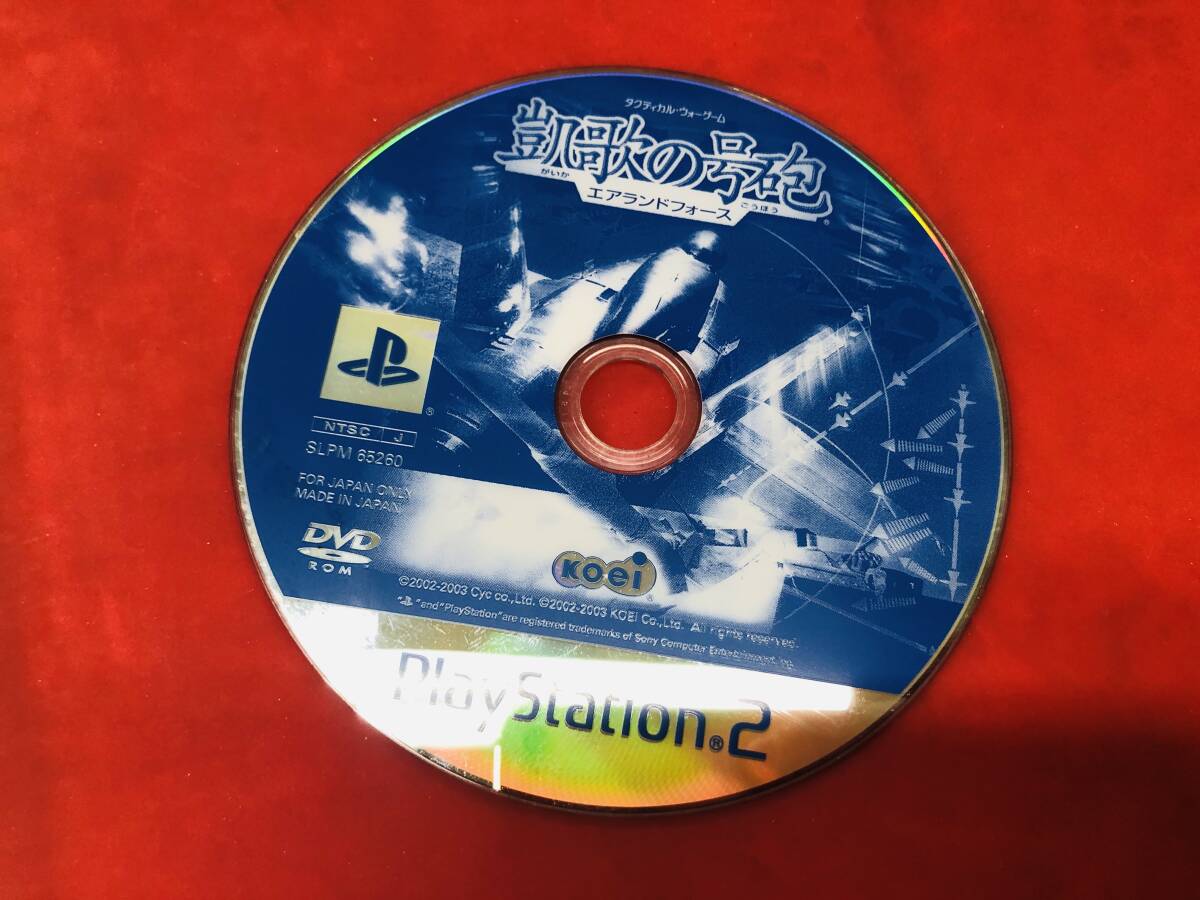 タクティカル・ウォーゲーム
凱歌の号砲
がいか
ごうほう
エアランドフォース
®
NTSC J
SLPM 65260
FOR JAPAN ONLY
MADE IN JAPAN
DVD
ROM
KOEI
©2002-2003 Cyc co.,Ltd. ©2002-2003 KOEI Co.,Ltd. All rights reserved.
" " and "PlayStation" are registered trademarks of Sony Computer Entertainment Inc.
PlayStation®2